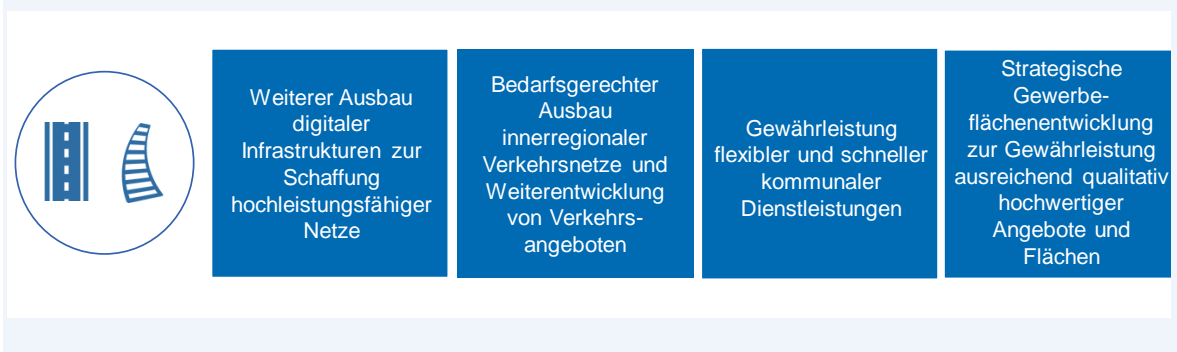 Weiterer Ausbau
digitaler
Infrastrukturen zur
Schaffung
hochleistungsfähiger
Netze
Bedarfsgerechter
Ausbau
innerregionaler
Verkehrsnetze und
Weiterentwicklung
von Verkehrs-
angeboten
Gewährleistung
flexibler und schneller
kommunaler
Dienstleistungen
Strategische
Gewerbe-
flächenentwicklung
zur Gewährleistung
ausreichend qualitativ
hochwertiger
Angebote und
Flächen